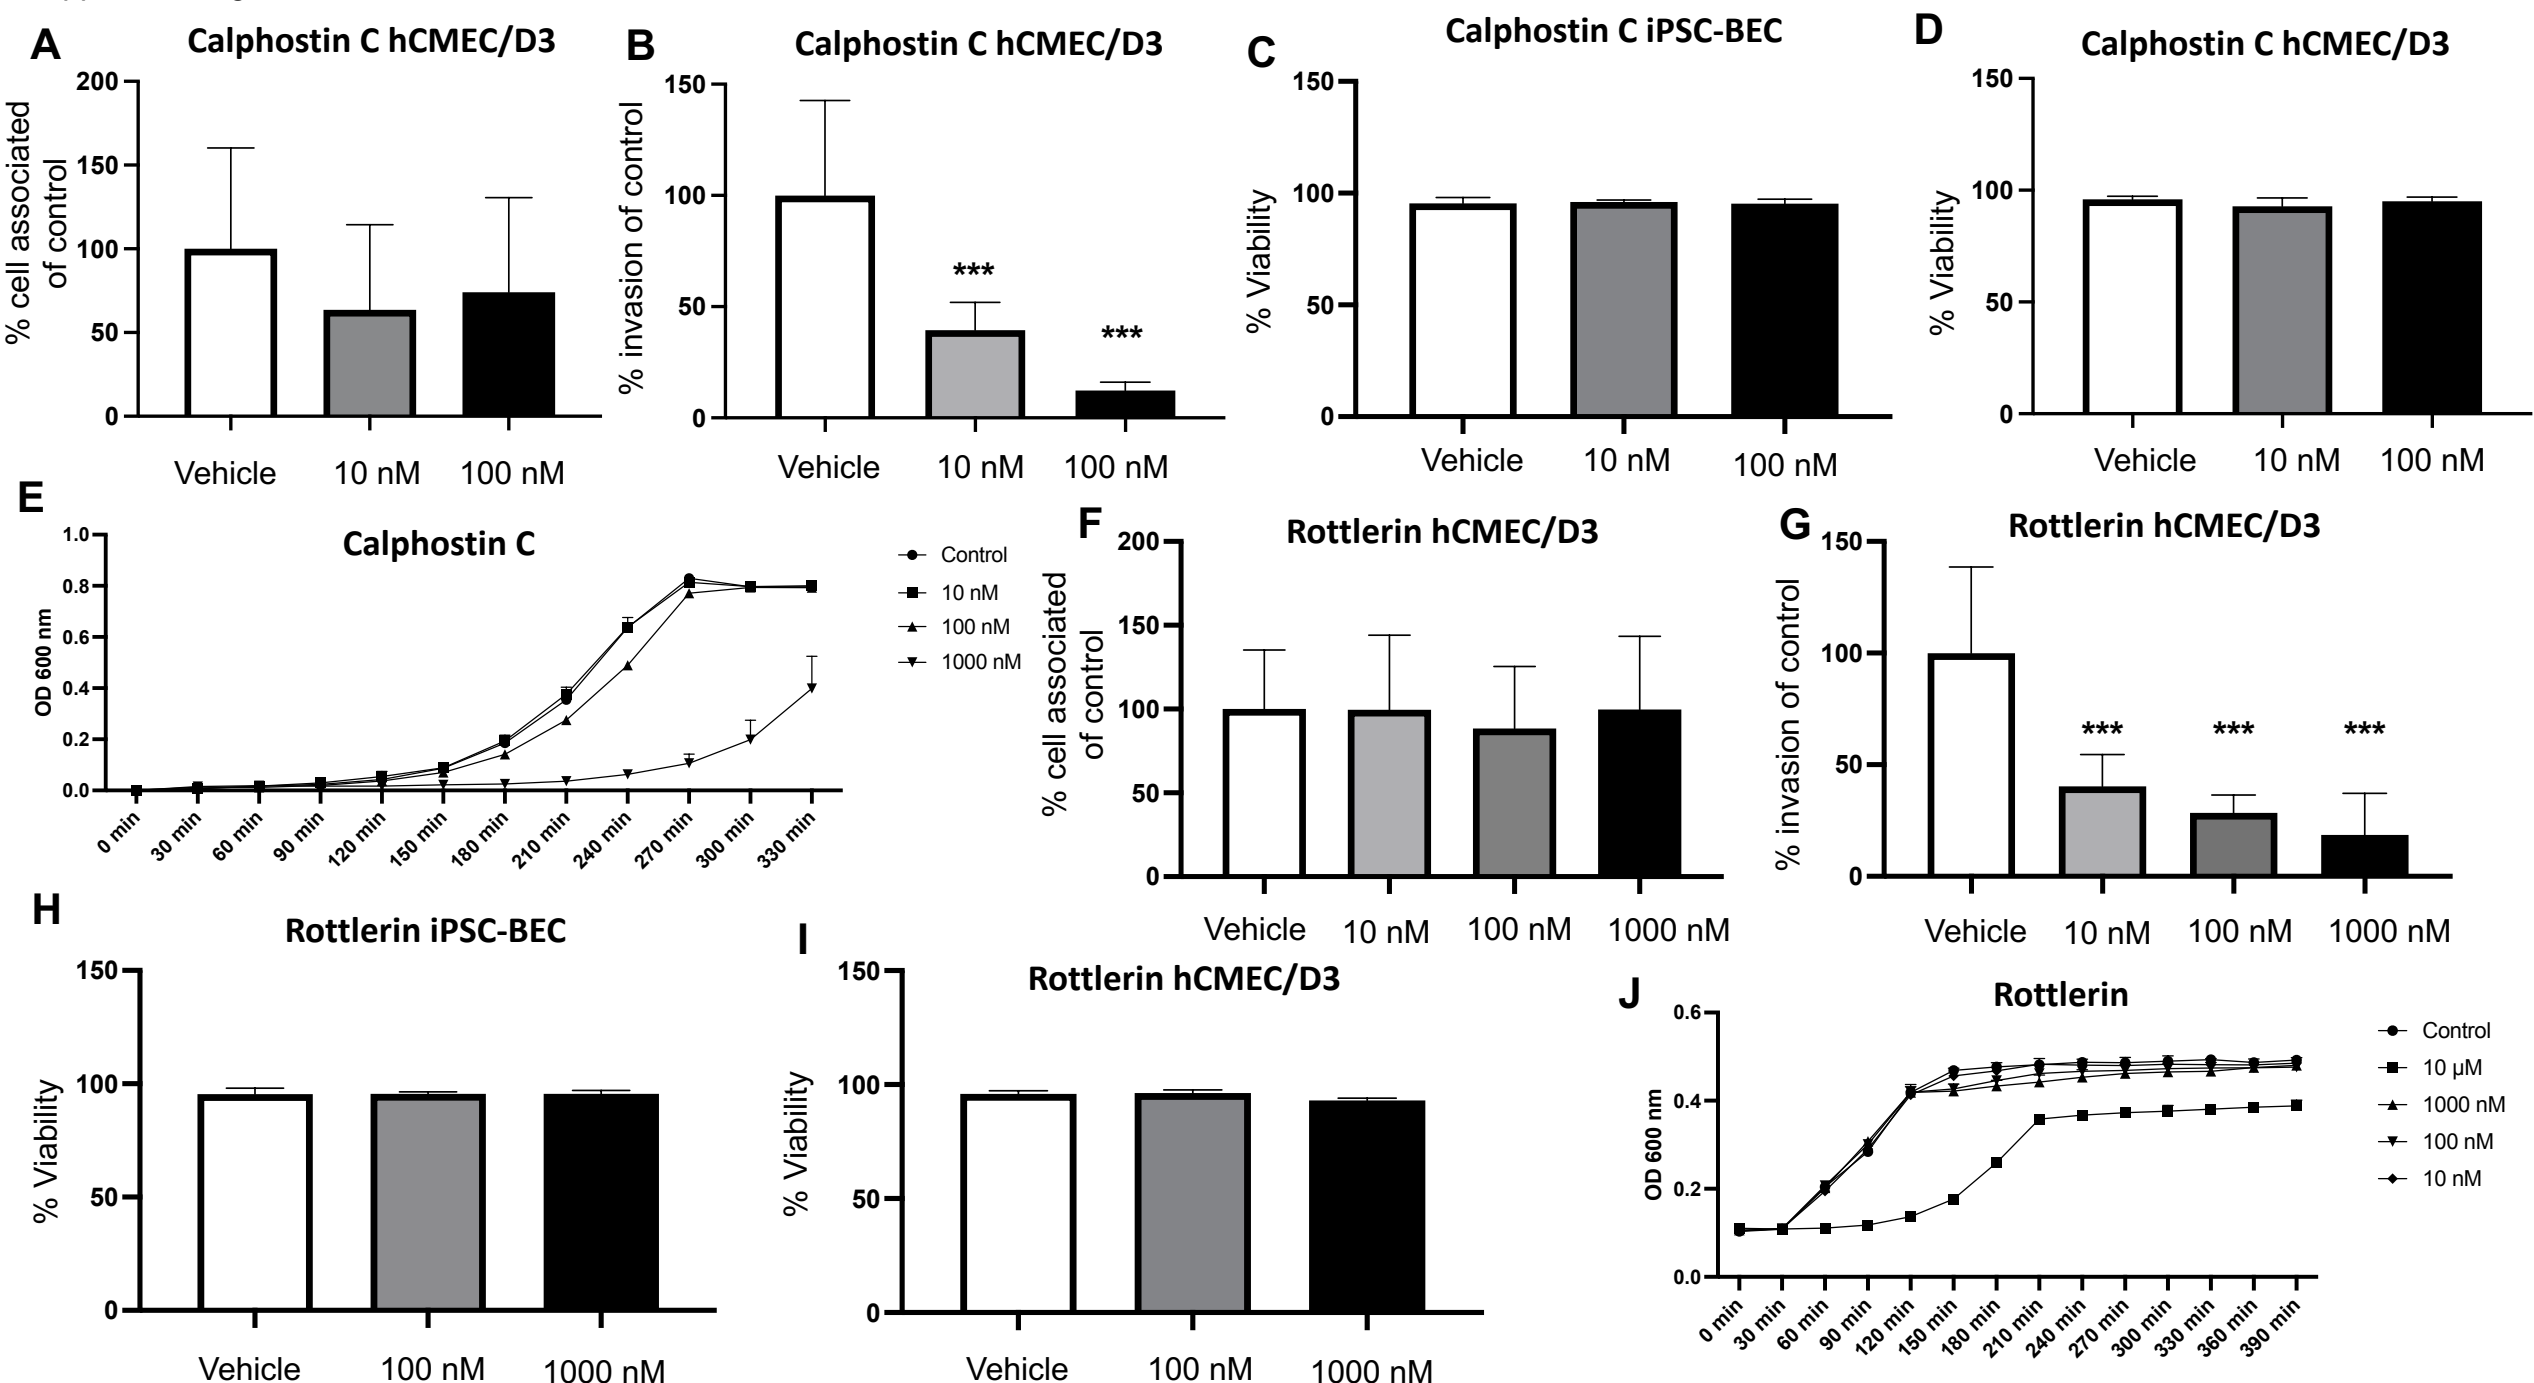 A
Calphostin C hCMEC/D3
% cell associated
of control
200
150
100
50
0
Vehicle
10 nM
100 nM
B
Calphostin C hCMEC/D3
% invasion of control
150
100
50
0
***
***
Vehicle
10 nM
100 nM
C
Calphostin C iPSC-BEC
% Viability
150
100
50
0
Vehicle
10 nM
100 nM
D
Calphostin C hCMEC/D3
% Viability
150
100
50
0
Vehicle
10 nM
100 nM
E
Calphostin C
OD 600 nm
1.0
0.8
0.6
0.4
0.2
0.0
0 min
30 min
60 min
90 min
120 min
150 min
180 min
210 min
240 min
270 min
300 min
330 min
Control
10 nM
100 nM
1000 nM
F
Rottlerin hCMEC/D3
% cell associated
of control
200
150
100
50
0
Vehicle
10 nM
100 nM
1000 nM
G
Rottlerin hCMEC/D3
% invasion of control
150
100
50
0
***
***
***
Vehicle
10 nM
100 nM
1000 nM
H
Rottlerin iPSC-BEC
% Viability
150
100
50
0
Vehicle
100 nM
1000 nM
I
Rottlerin hCMEC/D3
% Viability
150
100
50
0
Vehicle
100 nM
1000 nM
J
Rottlerin
OD 600 nm
0.6
0.4
0.2
0.0
0 min
30 min
60 min
90 min
120 min
150 min
180 min
210 min
240 min
270 min
300 min
330 min
360 min
390 min
Control
10 µM
1000 nM
100 nM
10 nM